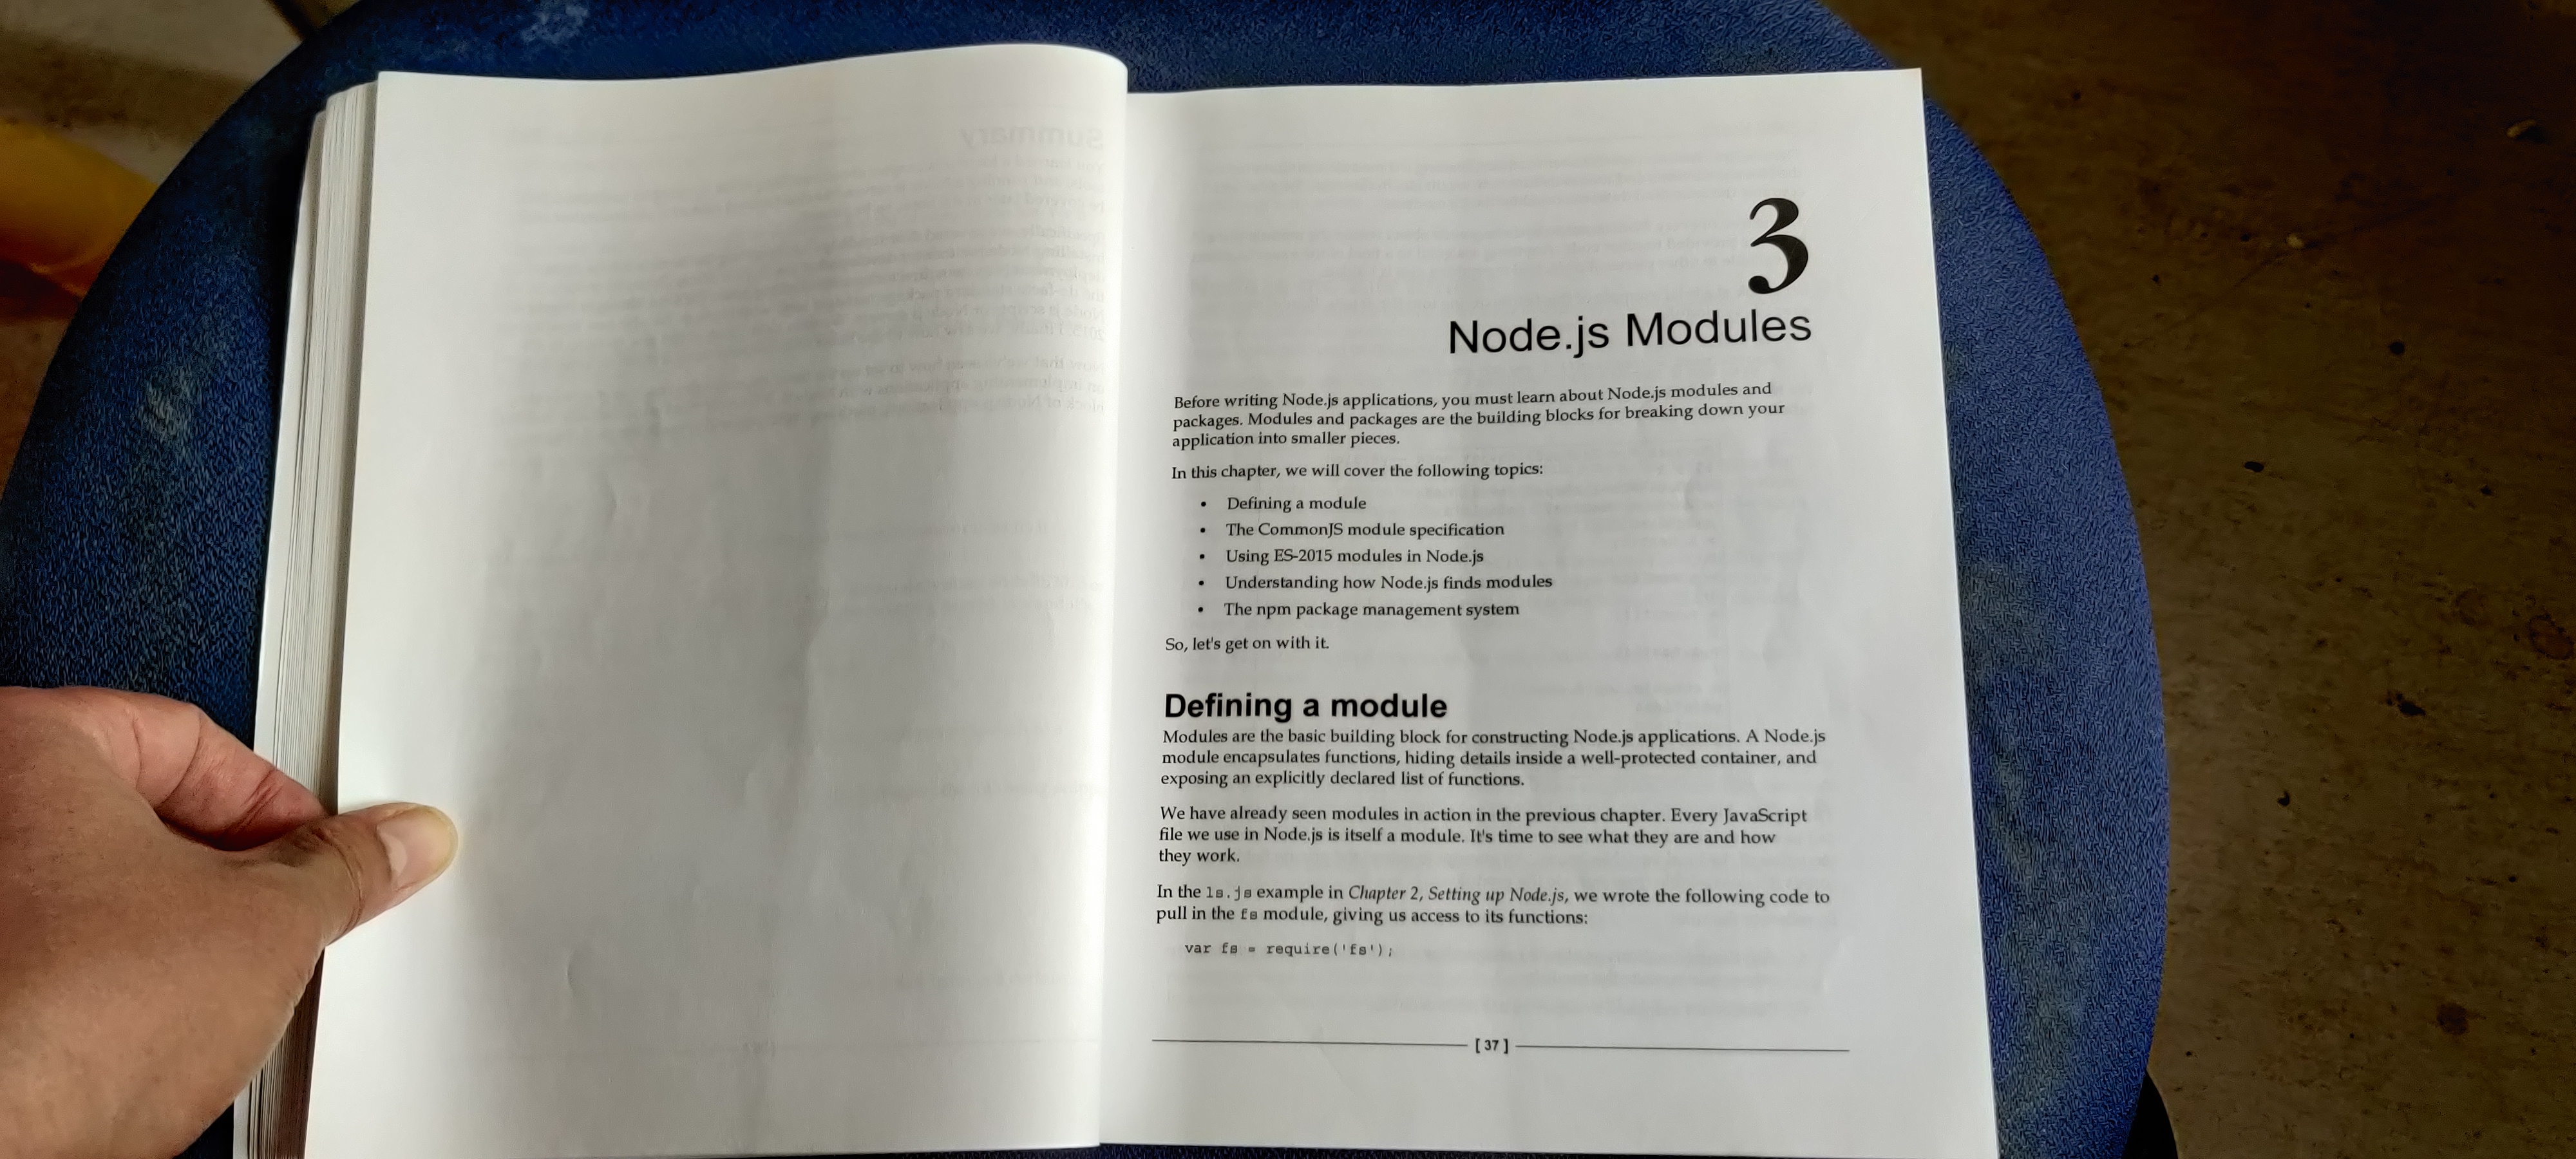 Summary
3
Node.js Modules
Before writing Node.js applications, you must learn about Node.js modules and
packages. Modules and packages are the building blocks for breaking down your
application into smaller pieces.
In this chapter, we will cover the following topics:
• Defining a module
• The CommonJS module specification
• Using ES-2015 modules in Node.js
• Understanding how Node.js finds modules
• The npm package management system
So, let's get on with it.
Defining a module
Modules are the basic building block for constructing Node.js applications. A Node.js
module encapsulates functions, hiding details inside a well-protected container, and
exposing an explicitly declared list of functions.
We have already seen modules in action in the previous chapter. Every JavaScript
file we use in Node.js is itself a module. It's time to see what they are and how
they work.
In the ls.js example in Chapter 2, Setting up Node.js, we wrote the following code to
pull in the fs module, giving us access to its functions:
var fs = require('fs');
[ 37 ]